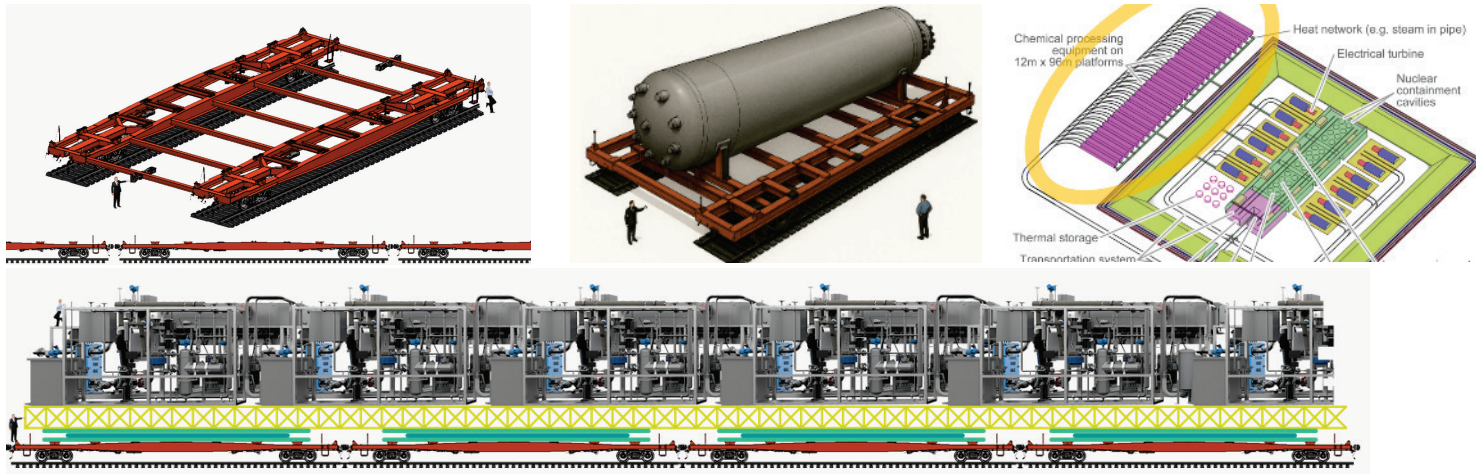 Chemical processing
equipment on
12m x 96m platforms
Heat network (e.g. steam in pipe)
Electrical turbine
Nuclear
containment
cavities
Thermal storage
Transportation system